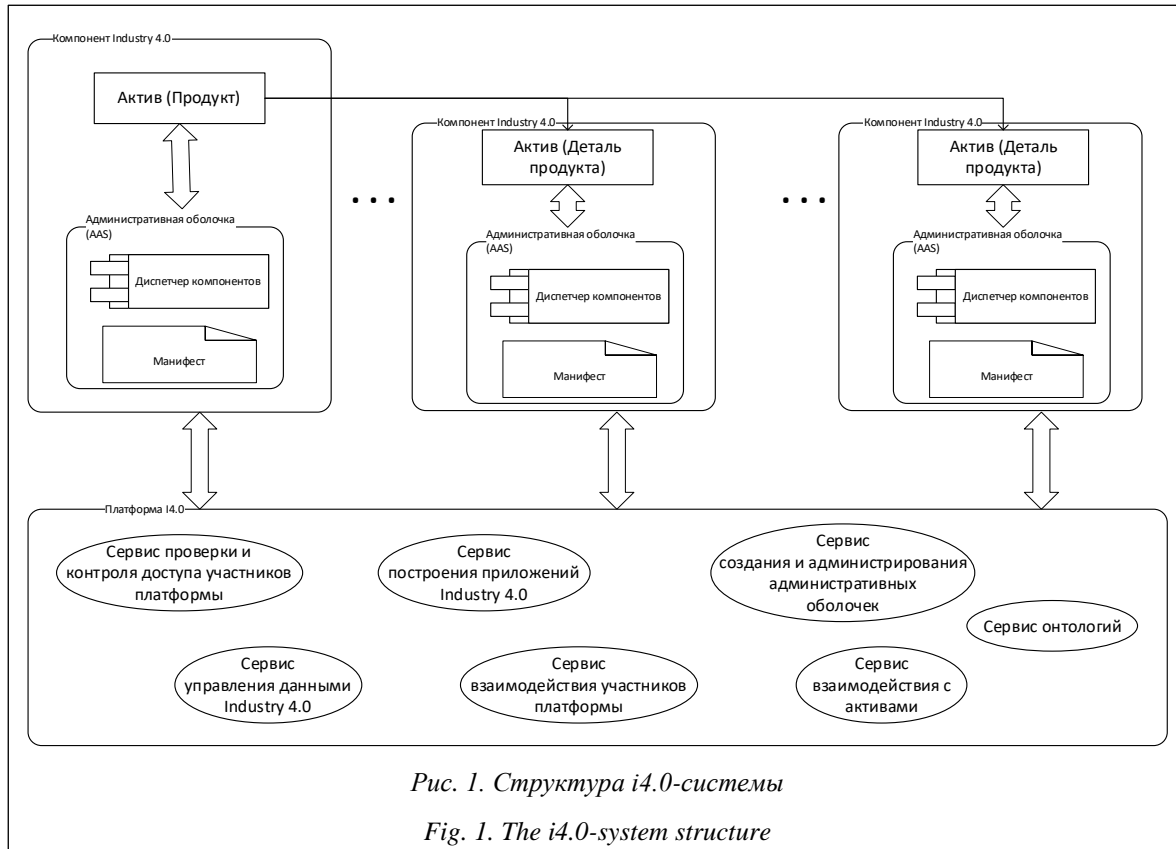 Компонент Industry 4.0
Актив (Продукт)
Административная оболочка
(AAS)
Диспетчер компонентов
Манифест
. . .
Компонент Industry 4.0
Актив (Деталь
продукта)
Административная оболочка
(AAS)
Диспетчер компонентов
Манифест
. . .
Компонент Industry 4.0
Актив (Деталь
продукта)
Административная оболочка
(AAS)
Диспетчер компонентов
Манифест
Платформа I4.0
Сервис проверки и
контроля доступа участников
платформы
Сервис
построения приложений
Industry 4.0
Сервис
создания и администрирования
административных
оболочек
Сервис онтологий
Сервис
управления данными
Industry 4.0
Сервис
взаимодействия участников
платформы
Сервис
взаимодействия с
активами
Рис. 1. Структура i4.0-системы
Fig. 1. The i4.0-system structure